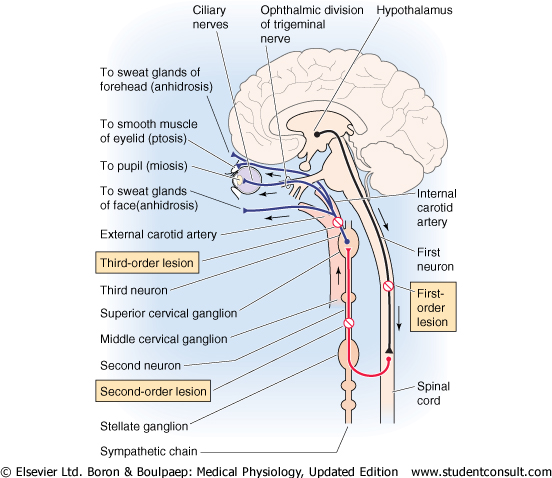 Ciliary
nerves
Ophthalmic division
of trigeminal
nerve
Hypothalamus
To sweat glands of
forehead (anhidrosis)
To smooth muscle
of eyelid (ptosis)
To pupil (miosis)
To sweat glands
of face(anhidrosis)
External carotid artery
Third-order lesion
Third neuron
Superior cervical ganglion
Middle cervical ganglion
Second neuron
Second-order lesion
Stellate ganglion
Sympathetic chain
Internal
carotid
artery
First
neuron
First-
order
lesion
Spinal
cord
© Elsevier Ltd. Boron & Boulpaep: Medical Physiology, Updated Edition www.studentconsult.com